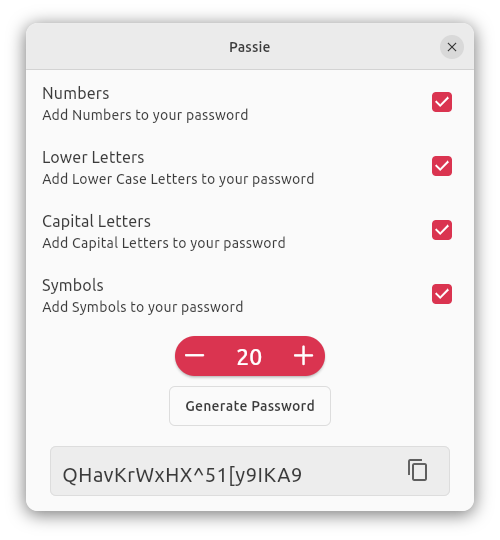 Passie
Numbers
Add Numbers to your password
Lower Letters
Add Lower Case Letters to your password
Capital Letters
Add Capital Letters to your password
Symbols
Add Symbols to your password
20
Generate Password
QHavKrWxHX^51[y9IKA9